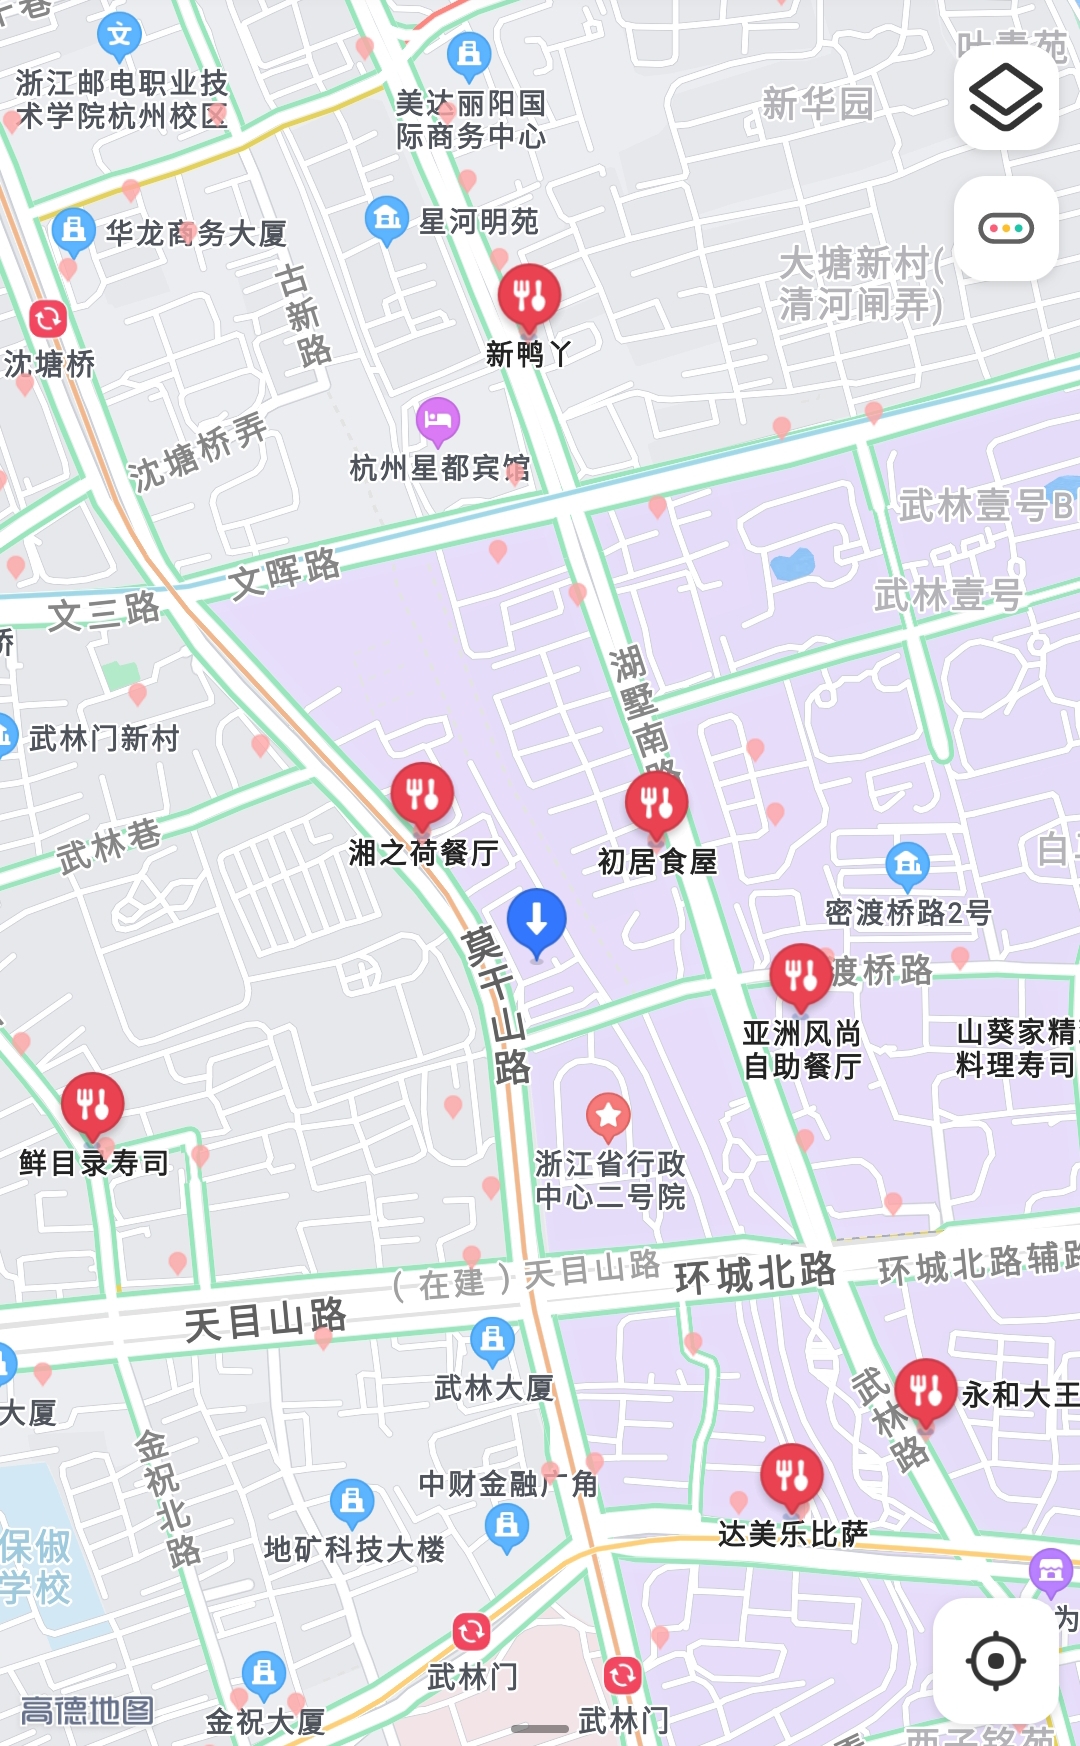 浙江邮电职业技
术学院杭州校区
美达丽阳国
际商务中心
新华园
叶青苑
华龙商务大厦
星河明苑
大塘新村(
清河闸弄)
古新路
沈塘桥
新鸭丫
沈塘桥弄
杭州星都宾馆
武林壹号B
文晖路
文三路
武林壹号
桥
湖墅南路
武林门新村
武林巷
湘之荷餐厅
初居食屋
密渡桥路2号
莫干山路
渡桥路
亚洲风尚
自助餐厅
山葵家精
料理寿司
鲜目录寿司
浙江省行政
中心二号院
(在建)天目山路
环城北路
环城北路辅路
天目山路
武林大厦
大厦
武林路
永和大王
金祝北路
中财金融广角
地矿科技大楼
达美乐比萨
保俶
学校
为
武林门
武林门
金祝大厦
高德地图
西子铭苑